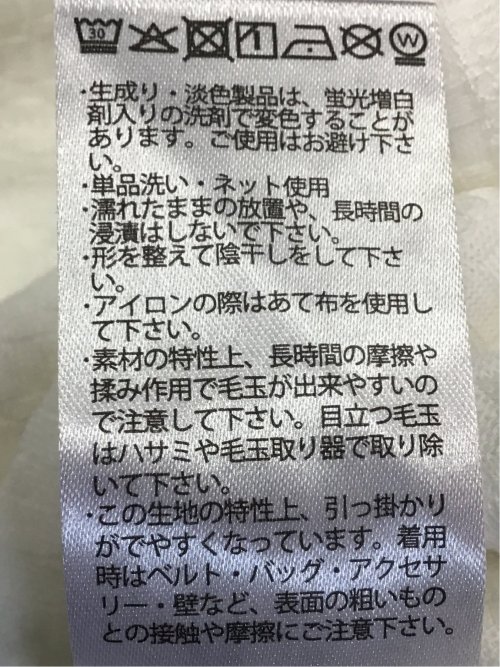 30 W
・生成り・淡色製品は、蛍光増白
剤入りの洗剤で変色することが
あります。ご使用はお避け下さ
い。
・単品洗い・ネット使用
・濡れたままの放置や、長時間の
浸漬はしないで下さい。
・形を整えて陰干しをして下さ
い。
・アイロンの際はあて布を使用し
て下さい。
・素材の特性上、長時間の摩擦や
揉み作用で毛玉が出来やすいの
で注意して下さい。目立つ毛玉
はハサミや毛玉取り器で取り除
いて下さい。
・この生地の特性上、引っ掛かり
がでやすくなっています。着用
時はベルト・バッグ・アクセサ
リー・壁など、表面の粗いもの
との接触や摩擦にご注意下さい。